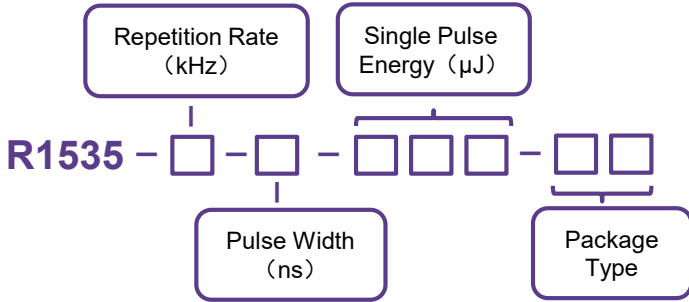 Repetition Rate
（kHz）
Single Pulse
Energy（μJ）
R1535 – □ – □ – □□□ – □□
Pulse Width
（ns）
Package
Type